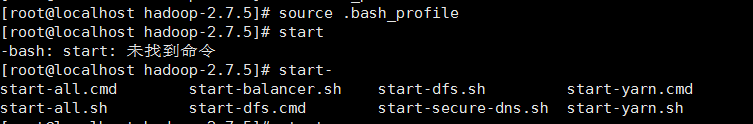 [root@localhost hadoop-2.7.5]# source .bash_profile
[root@localhost hadoop-2.7.5]# start
-bash: start: 未找到命令
[root@localhost hadoop-2.7.5]# start-
start-all.cmd start-balancer.sh start-dfs.sh start-yarn.cmd
start-all.sh start-dfs.cmd start-secure-dns.sh start-yarn.sh